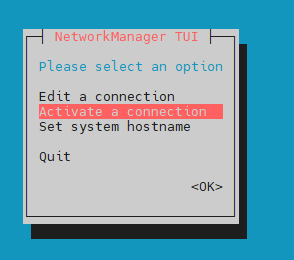 NetworkManager TUI
Please select an option
Edit a connection
Activate a connection
Set system hostname
Quit
<OK>